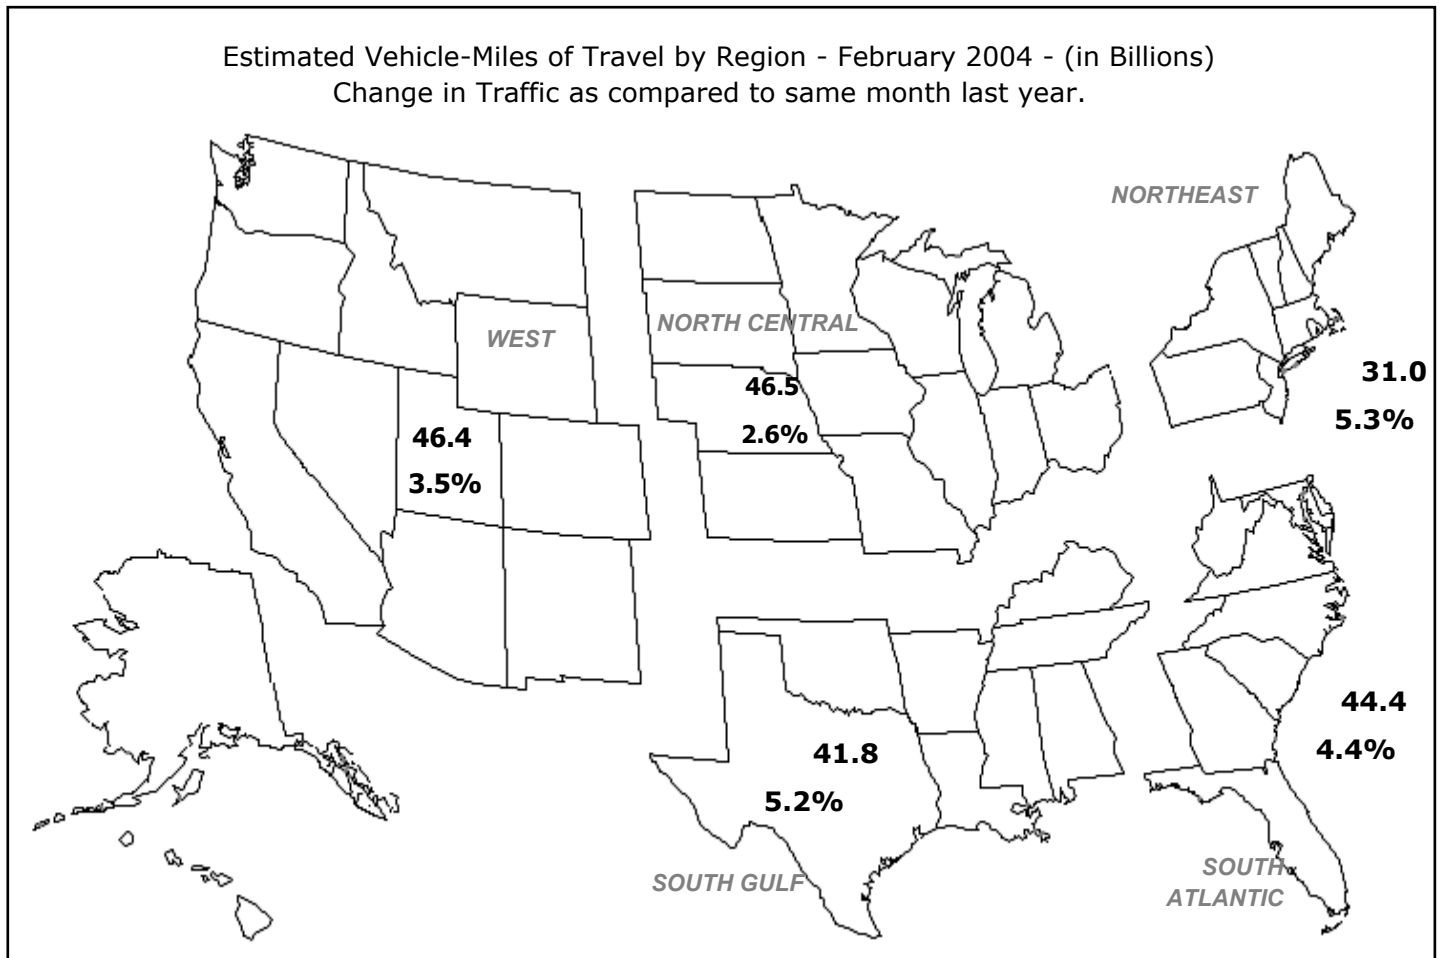 Estimated Vehicle-Miles of Travel by Region - February 2004 - (in Billions)
Change in Traffic as compared to same month last year.
NORTHEAST
31.0
5.3%
WEST
46.4
3.5%
NORTH CENTRAL
46.5
2.6%
44.4
4.4%
SOUTH
ATLANTIC
41.8
5.2%
SOUTH GULF